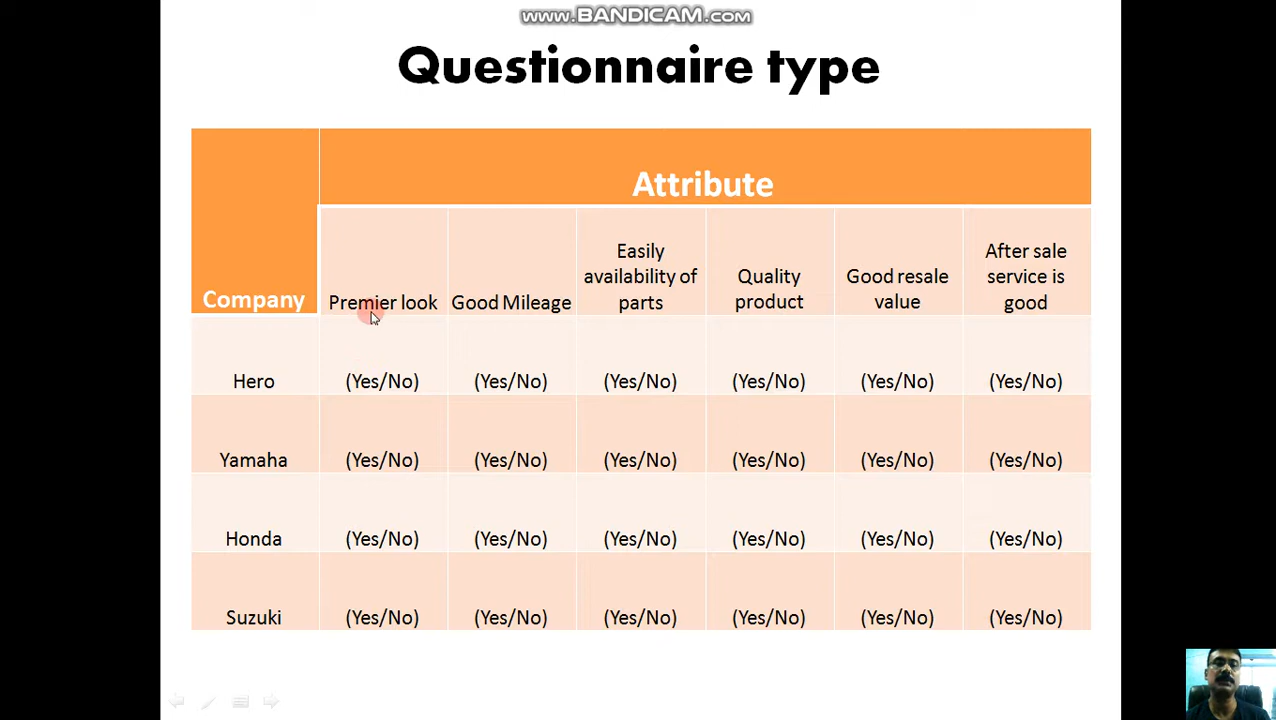 www.BANDICAM.com
Questionnaire type
Attribute
Company
Premier look
Good Mileage
Easily
availability of
parts
Quality
product
Good resale
value
After sale
service is
good
Hero (Yes/No) (Yes/No) (Yes/No) (Yes/No) (Yes/No) (Yes/No)
Yamaha (Yes/No) (Yes/No) (Yes/No) (Yes/No) (Yes/No) (Yes/No)
Honda (Yes/No) (Yes/No) (Yes/No) (Yes/No) (Yes/No) (Yes/No)
Suzuki (Yes/No) (Yes/No) (Yes/No) (Yes/No) (Yes/No) (Yes/No)